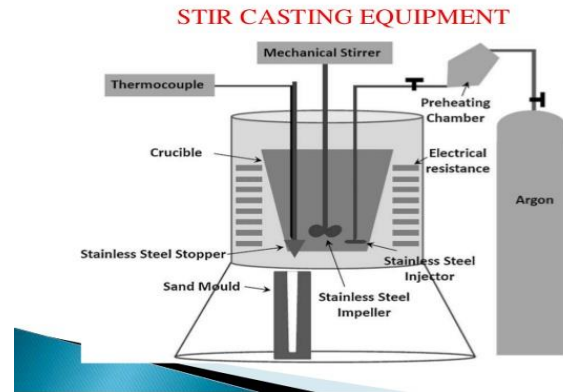 STIR CASTING EQUIPMENT
Mechanical Stirrer
Thermocouple
Preheating
Chamber
Crucible
Electrical
resistance
Argon
Stainless Steel Stopper
Stainless Steel
Injector
Sand Mould
Stainless Steel
Impeller